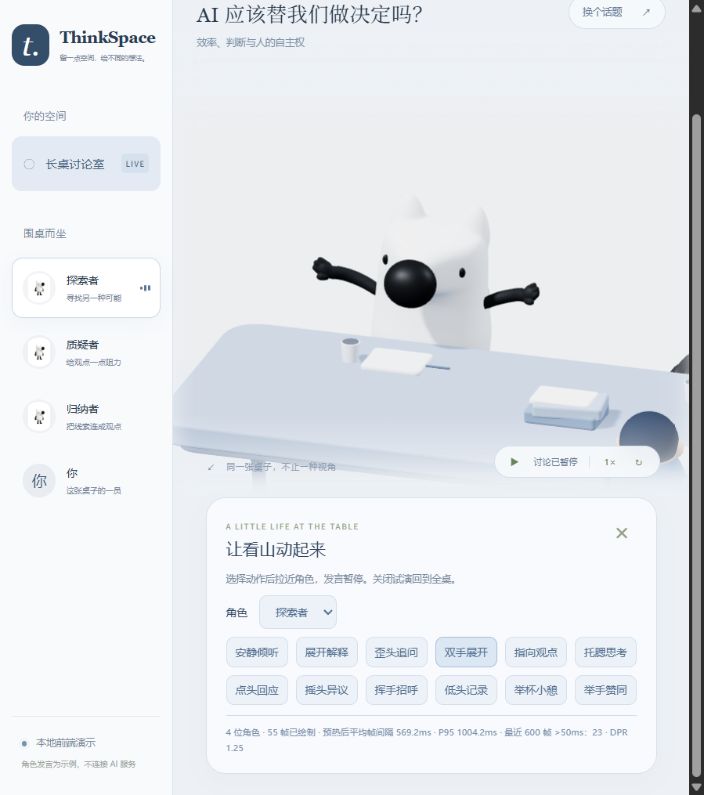 t.
ThinkSpace
留一点空间，给不同的想法。
你的空间
长桌讨论室
LIVE
围桌而坐
探索者
寻找另一种可能
质疑者
给观点一点阻力
归纳者
把线索连成观点
你
你
这张桌子的一员
本地前端演示
角色发言为示例，不连接 AI 服务
AI 应该替我们做决定吗？
效率、判断与人的自主权
换个话题 ↗
↙ 同一张桌子，不止一种视角
▶ 讨论已暂停 1× ↻
A LITTLE LIFE AT THE TABLE
让看山动起来
选择动作后拉近角色，发言暂停。关闭试演回到全桌。
角色 探索者
安静倾听 展开解释 歪头追问 双手展开 指向观点 托腮思考
点头回应 摇头异议 挥手招呼 低头记录 举杯小憩 举手赞同
4 位角色 · 55 帧已绘制 · 预热后平均帧间隔 569.2ms · P95 1004.2ms · 最近 600 帧 >50ms：23 · DPR
1.25